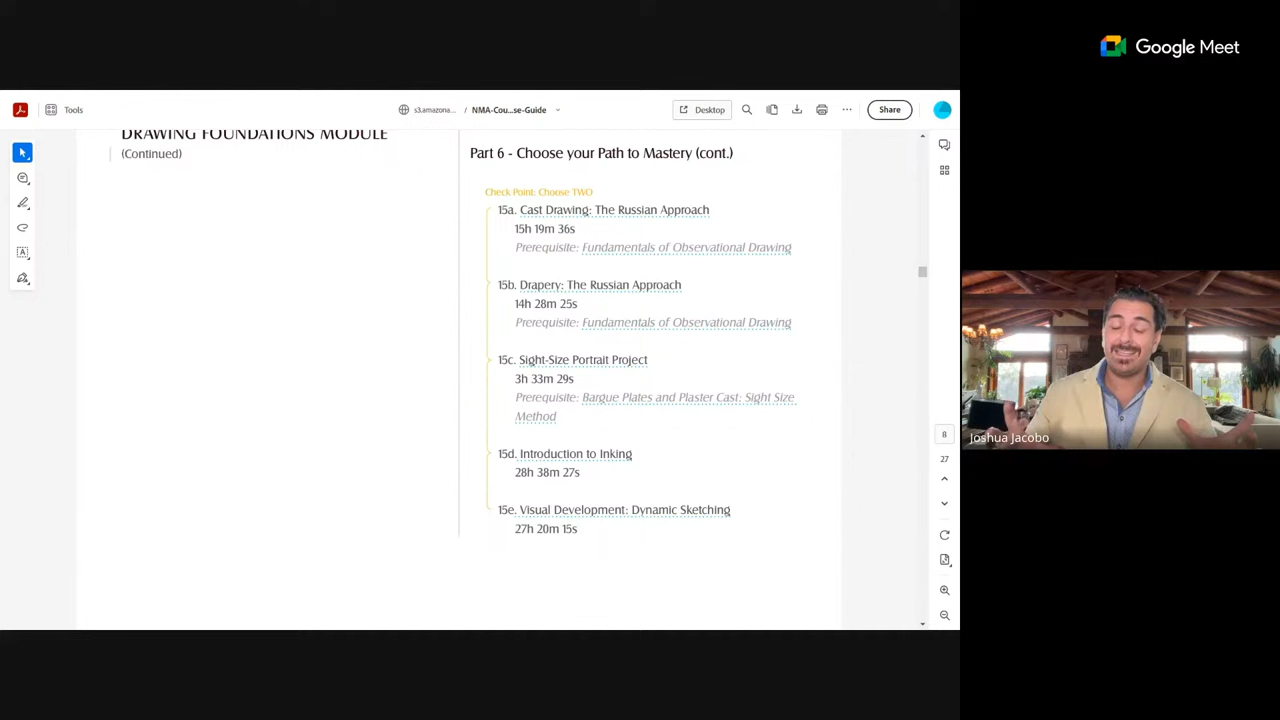 Google Meet
Tools
s3.amazona... / NMA-Cou...se-Guide
Desktop
Share
DRAWING FOUNDATIONS MODULE
(Continued)
Part 6 - Choose your Path to Mastery (cont.)
Check Point: Choose TWO
15a. Cast Drawing: The Russian Approach
15h 19m 36s
Prerequisite: Fundamentals of Observational Drawing
15b. Drapery: The Russian Approach
14h 28m 25s
Prerequisite: Fundamentals of Observational Drawing
15c. Sight-Size Portrait Project
3h 33m 29s
Prerequisite: Bargue Plates and Plaster Cast: Sight Size
Method
15d. Introduction to Inking
28h 38m 27s
15e. Visual Development: Dynamic Sketching
27h 20m 15s
8
27
Joshua Jacobo